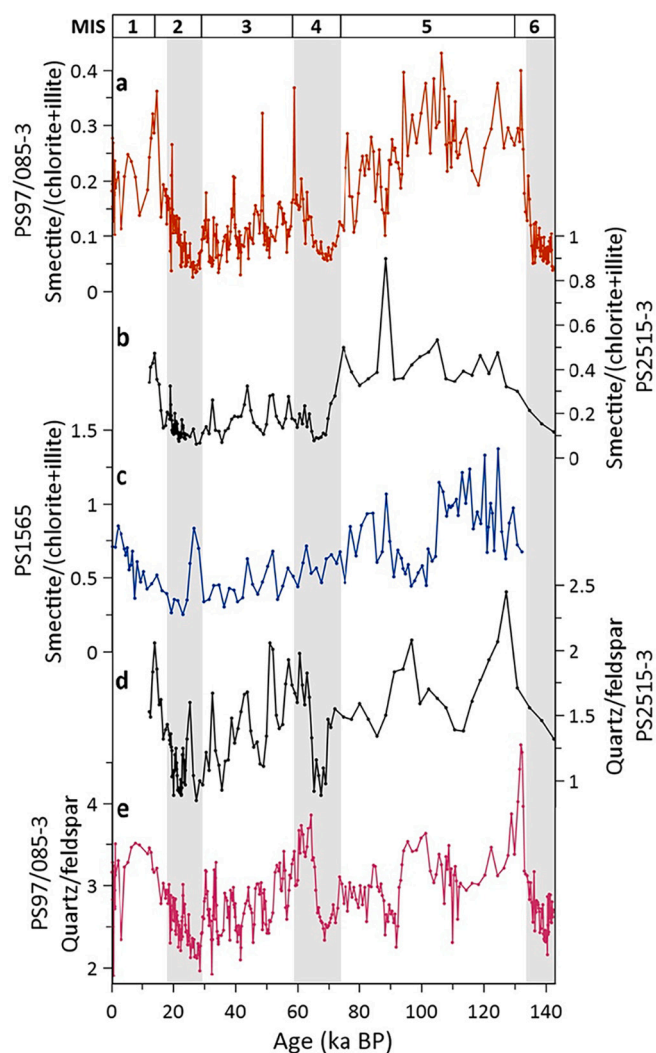 MIS 1 2 3 4 5 6
a
PS97/085-3
Smectite/(chlorite+illite)
0.4
0.3
0.2
0.1
0
b
1
0.8
0.6
0.4
0.2
0
Smectite/(chlorite+illite)
PS2515-3
c
PS1565
Smectite/(chlorite+illite)
1.5
1
0.5
0
d
2.5
2
1.5
1
Quartz/feldspar
PS2515-3
e
PS97/085-3
Quartz/feldspar
4
3
2
0 20 40 60 80 100 120 140
Age (ka BP)